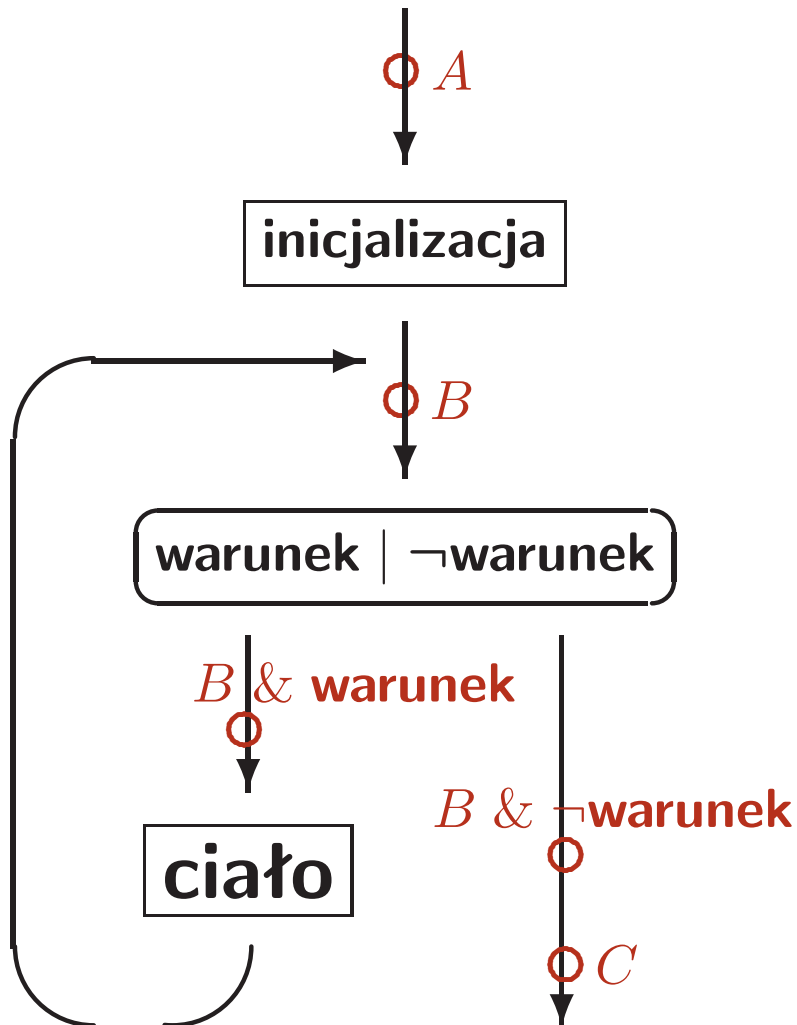 A
inicjalizacja
B
warunek | ¬warunek
B & warunek
B & ¬warunek
ciało
C